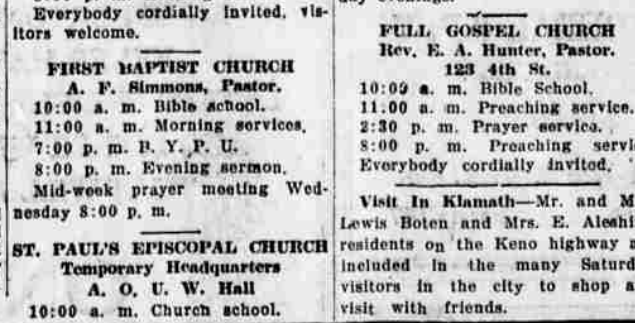 Everybody cordially invited, vis-
itors welcome.
FIRST BAPTIST CHURCH
A. F. Simmons, Pastor.
10:00 a. m. Bible school.
11:00 a. m. Morning services.
7:00 p. m. B. Y. P. U.
8:00 p. m. Evening sermon.
Mid-week prayer meeting Wed-
nesday 8:00 p. m.
ST. PAUL'S EPISCOPAL CHURCH
Temporary Headquarters
A. O. U. W. Hall
10:00 a. m. Church school.
FULL GOSPEL CHURCH
Rev. E. A. Hunter, Pastor.
123 4th St.
10:00 a. m. Bible School.
11:00 a. m. Preaching service.
2:30 p. m. Prayer service.
8:00 p. m. Preaching servi
Everybody cordially invited.
Visit In Klamath—Mr. and M
Lewis Boten and Mrs. E. Aleshi
residents on the Keno highway a
included in the many Saturd
visitors in the city to shop a
visit with friends.